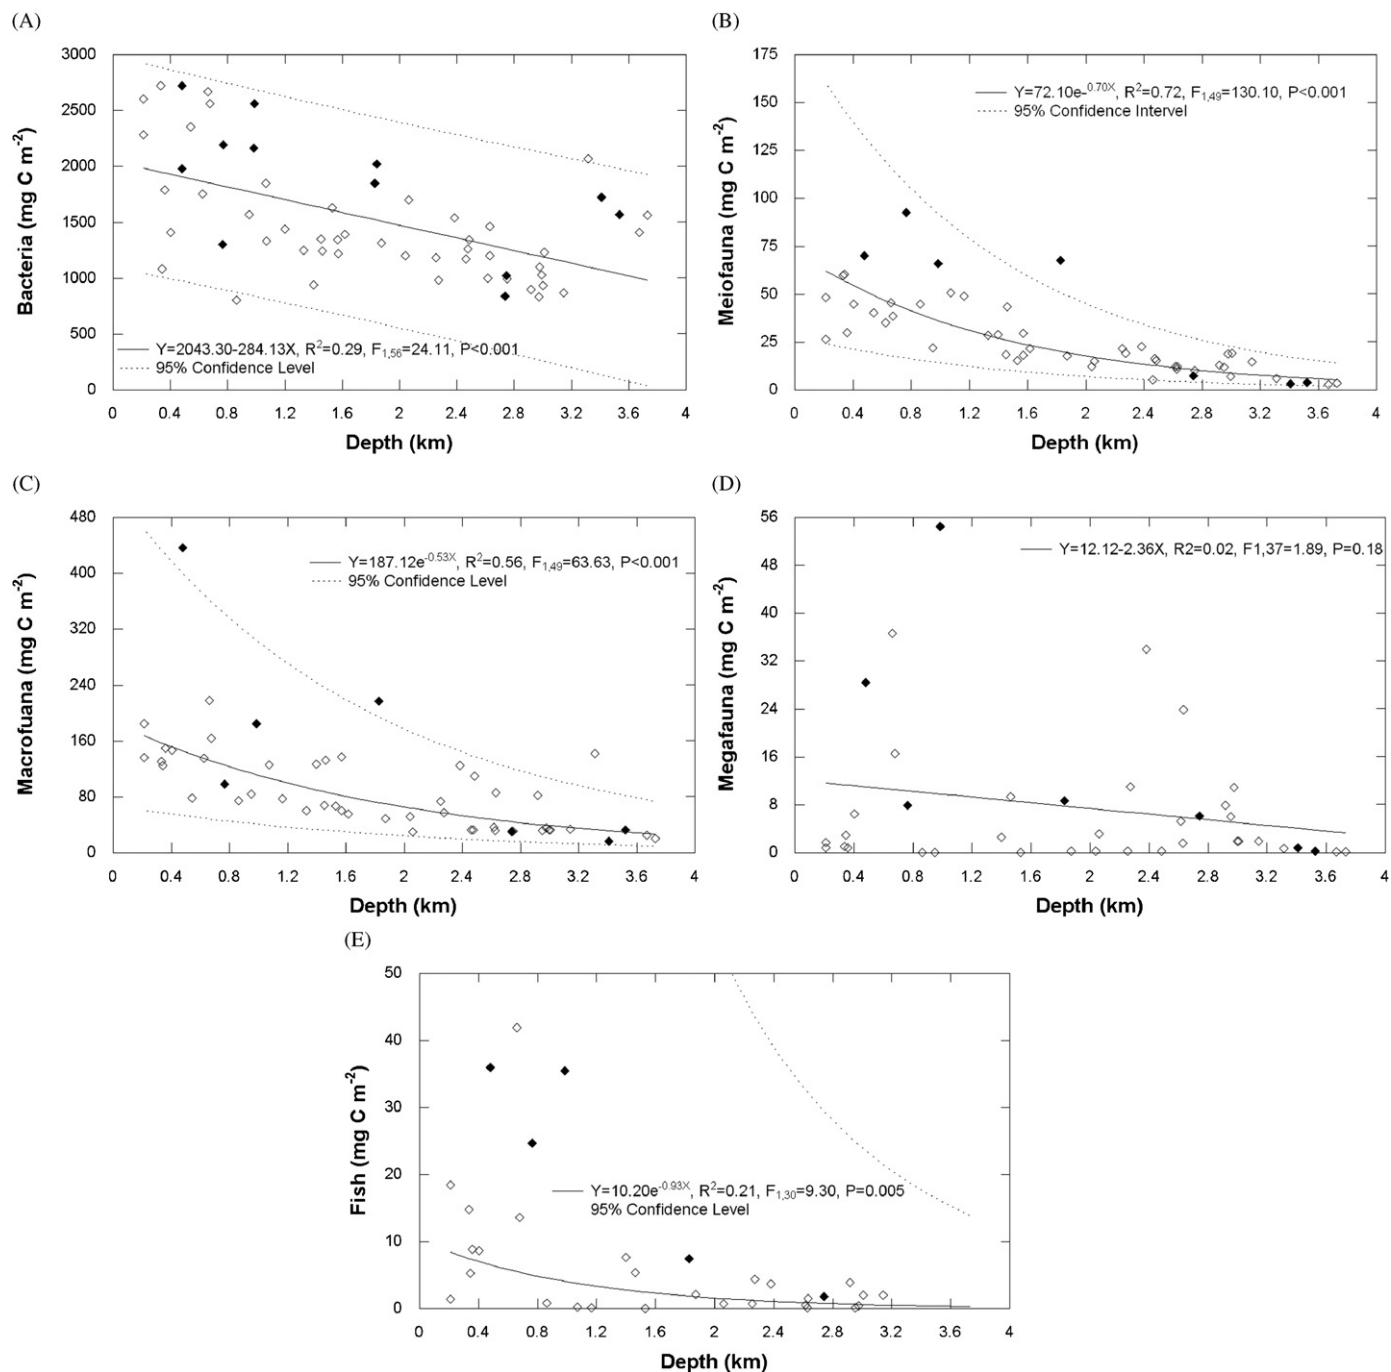 (A)
3000
2500
2000
1500
1000
500
0
Bacteria (mg C m⁻²)
Y=2043.30-284.13X, R²=0.29, F₁,₅₆=24.11, P<0.001
95% Confidence Level
0 0.4 0.8 1.2 1.6 2 2.4 2.8 3.2 3.6 4
Depth (km)
(B)
175
150
125
100
75
50
25
0
Meiofauna (mg C m⁻²)
Y=72.10e-⁰·⁷⁰ˣ, R²=0.72, F₁,₄₉=130.10, P<0.001
95% Confidence Intervel
0 0.4 0.8 1.2 1.6 2 2.4 2.8 3.2 3.6 4
Depth (km)
(C)
480
400
320
240
160
80
0
Macrofuana (mg C m⁻²)
Y=187.12e⁻⁰·⁵³ˣ, R²=0.56, F₁,₄₉=63.63, P<0.001
95% Confidence Level
0 0.4 0.8 1.2 1.6 2 2.4 2.8 3.2 3.6 4
Depth (km)
(D)
56
48
40
32
24
16
8
0
Megafauna (mg C m⁻²)
Y=12.12-2.36X, R2=0.02, F1,37=1.89, P=0.18
0 0.4 0.8 1.2 1.6 2 2.4 2.8 3.2 3.6 4
Depth (km)
(E)
50
40
30
20
10
0
Fish (mg C m⁻²)
Y=10.20e⁻⁰·⁹³ˣ, R²=0.21, F₁,₃₀=9.30, P=0.005
95% Confidence Level
0 0.4 0.8 1.2 1.6 2 2.4 2.8 3.2 3.6 4
Depth (km)